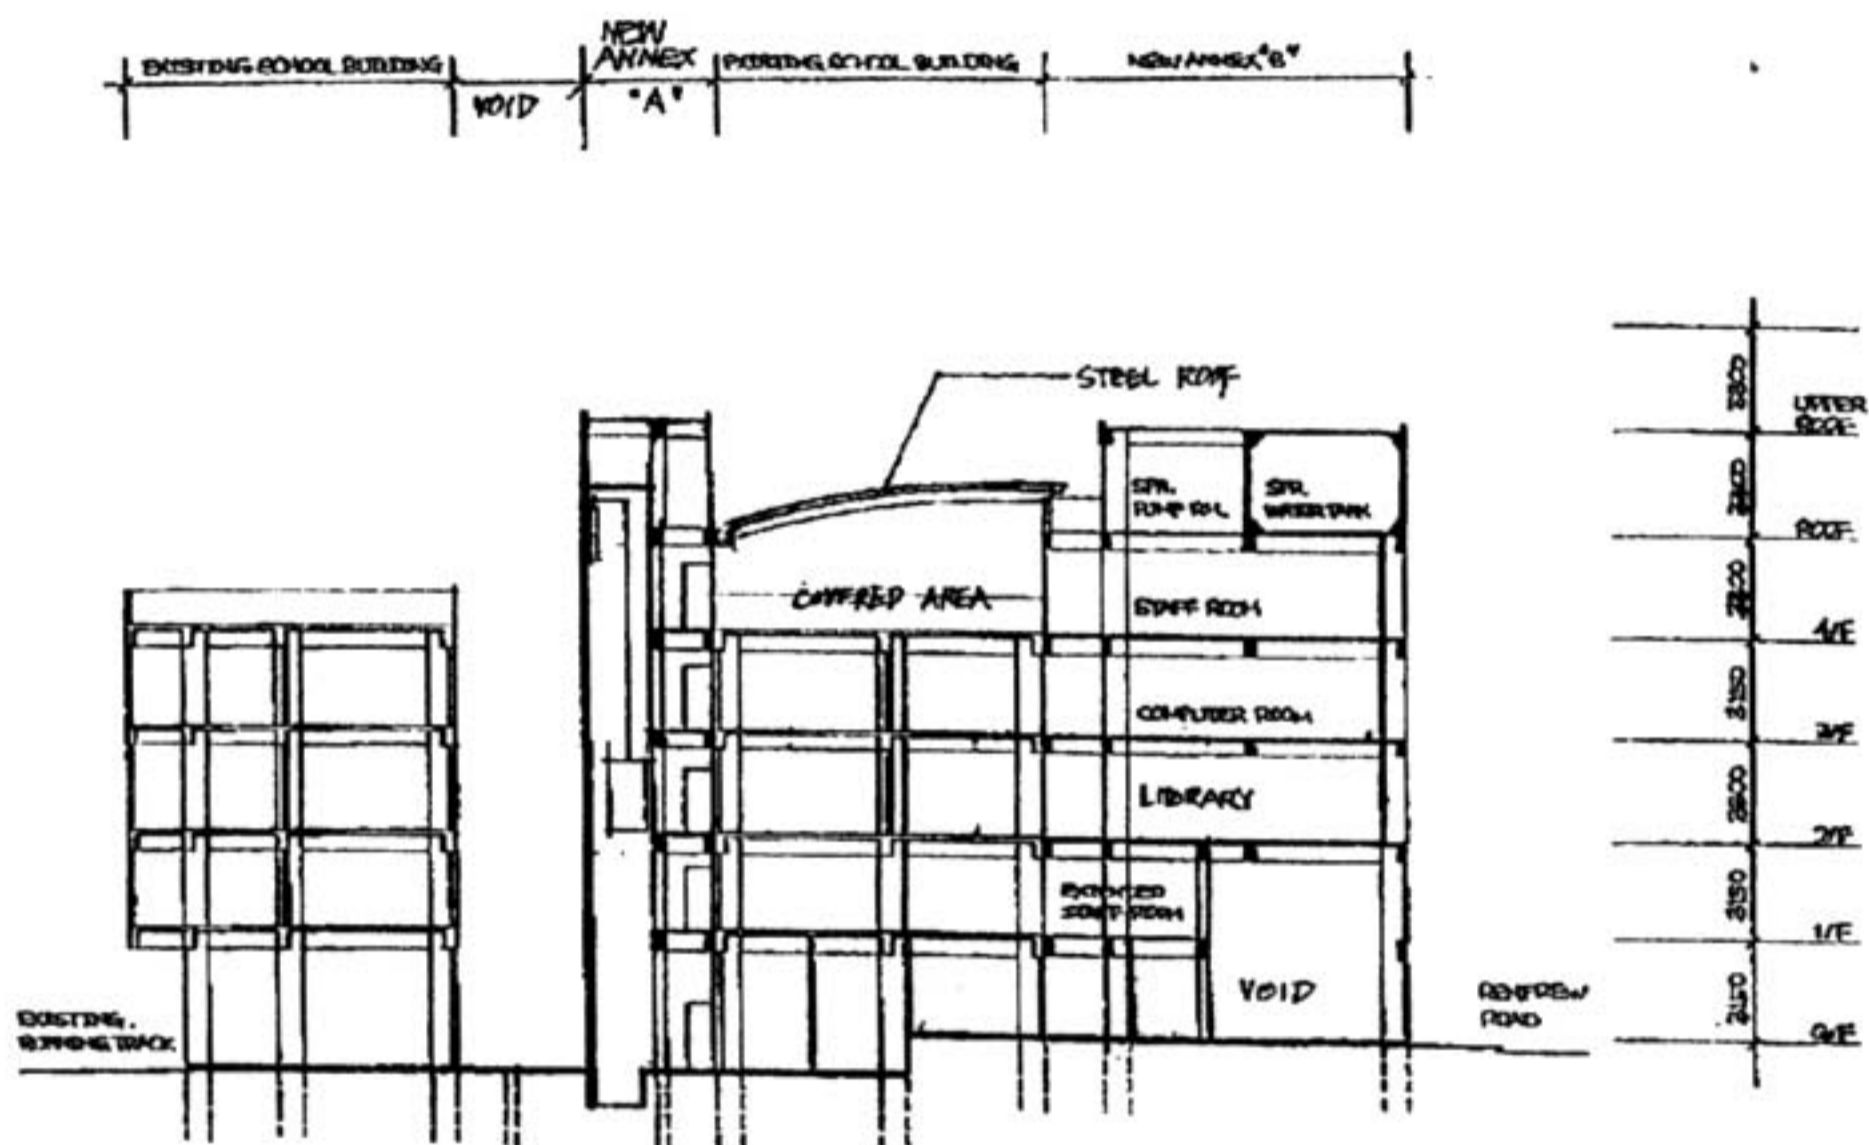 NEW
ANNEX
"A"
EXISTING SCHOOL BUILDING
VOID
EXISTING SCHOOL BUILDING
NEW ANNEX "B"
STEEL ROOF
UPPER
ROOF
SPR.
PUMP RM.
SPR.
WATER TANK
ROOF
COVERED AREA
STAFF ROOM
4/F
COMPUTER ROOM
3/F
LIBRARY
2/F
STAFF ROOM
1/F
VOID
RENFREW
ROAD
EXISTING
RUNNING TRACK
G/F